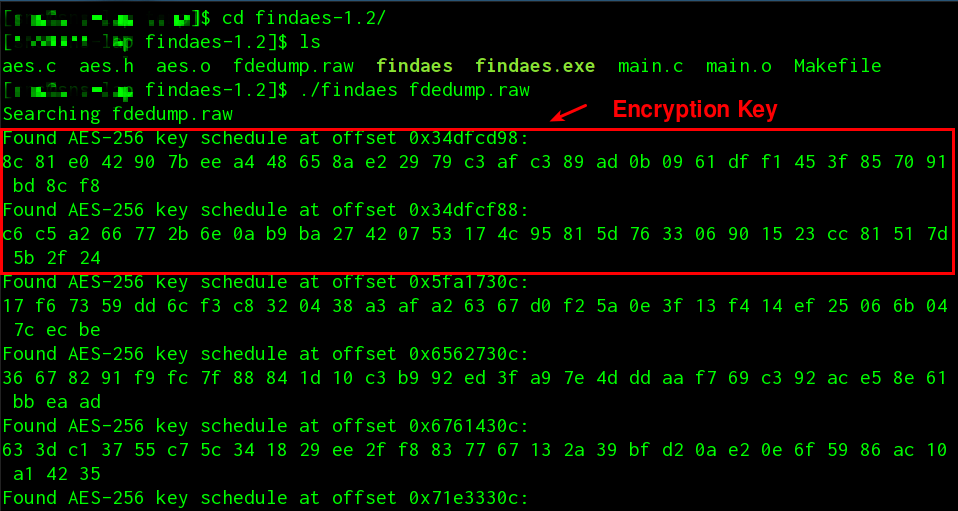 ]$ cd findaes-1.2/
findaes-1.2]$ ls
aes.c aes.h aes.o fdedump.raw findaes findaes.exe main.c main.o Makefile
findaes-1.2]$ ./findaes fdedump.raw
Searching fdedump.raw
Encryption Key
Found AES-256 key schedule at offset 0x34dfcd98:
8c 81 e0 42 90 7b ee a4 48 65 8a e2 29 79 c3 af c3 89 ad 0b 09 61 df f1 45 3f 85 70 91
bd 8c f8
Found AES-256 key schedule at offset 0x34dfcf88:
c6 c5 a2 66 77 2b 6e 0a b9 ba 27 42 07 53 17 4c 95 81 5d 76 33 06 90 15 23 cc 81 51 7d
5b 2f 24
Found AES-256 key schedule at offset 0x5fa1730c:
17 f6 73 59 dd 6c f3 c8 32 04 38 a3 af a2 63 67 d0 f2 5a 0e 3f 13 f4 14 ef 25 06 6b 04
7c ec be
Found AES-256 key schedule at offset 0x6562730c:
36 67 82 91 f9 fc 7f 88 84 1d 10 c3 b9 92 ed 3f a9 7e 4d dd aa f7 69 c3 92 ac e5 8e 61
bb ea ad
Found AES-256 key schedule at offset 0x6761430c:
63 3d c1 37 55 c7 5c 34 18 29 ee 2f f8 83 77 67 13 2a 39 bf d2 0a e2 0e 6f 59 86 ac 10
a1 42 35
Found AES-256 key schedule at offset 0x71e3330c: